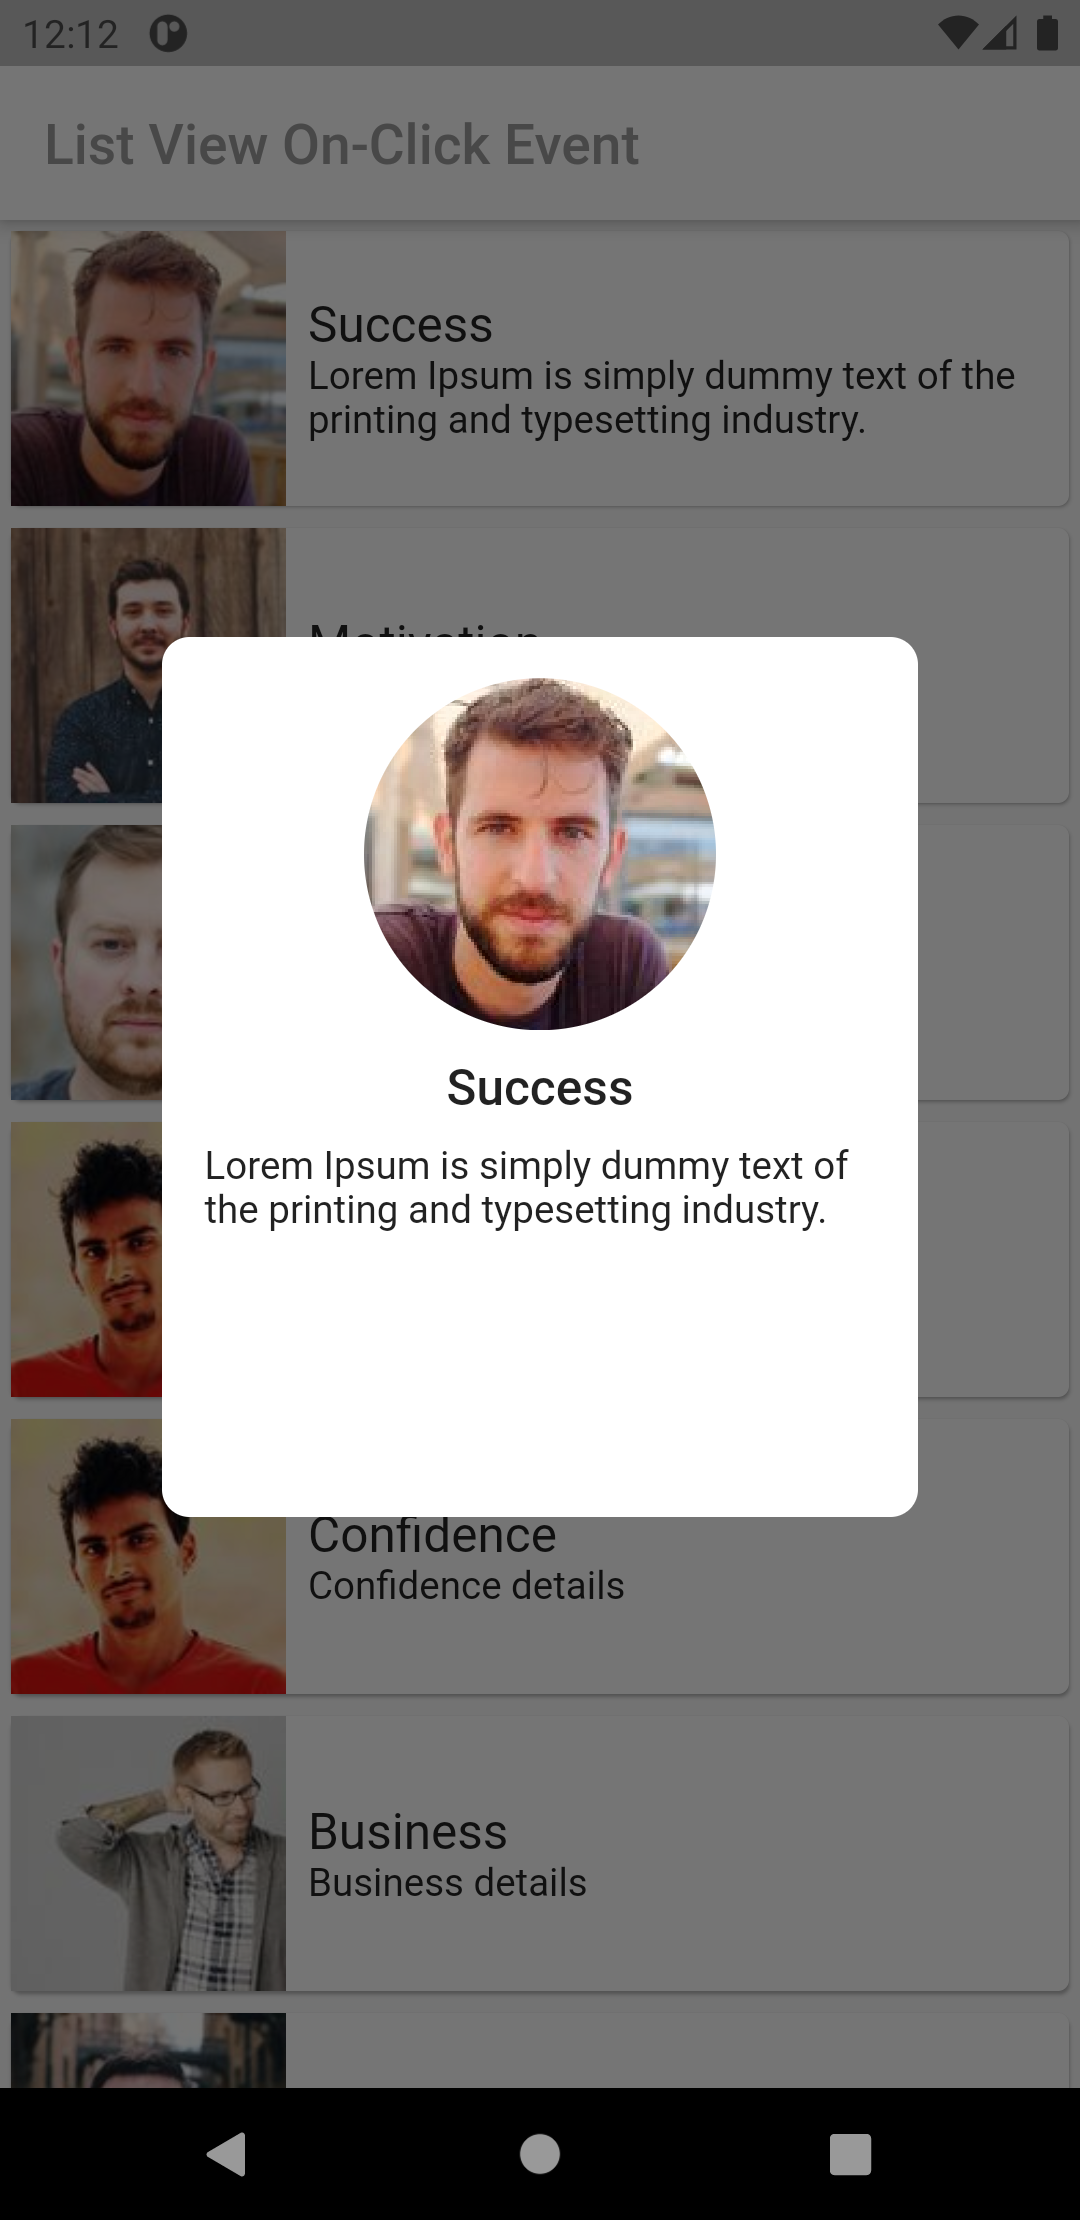 12:12
List View On-Click Event
Success
Lorem Ipsum is simply dummy text of the
printing and typesetting industry.
Motivation
Success
Lorem Ipsum is simply dummy text of
the printing and typesetting industry.
Confidence
Confidence details
Business
Business details